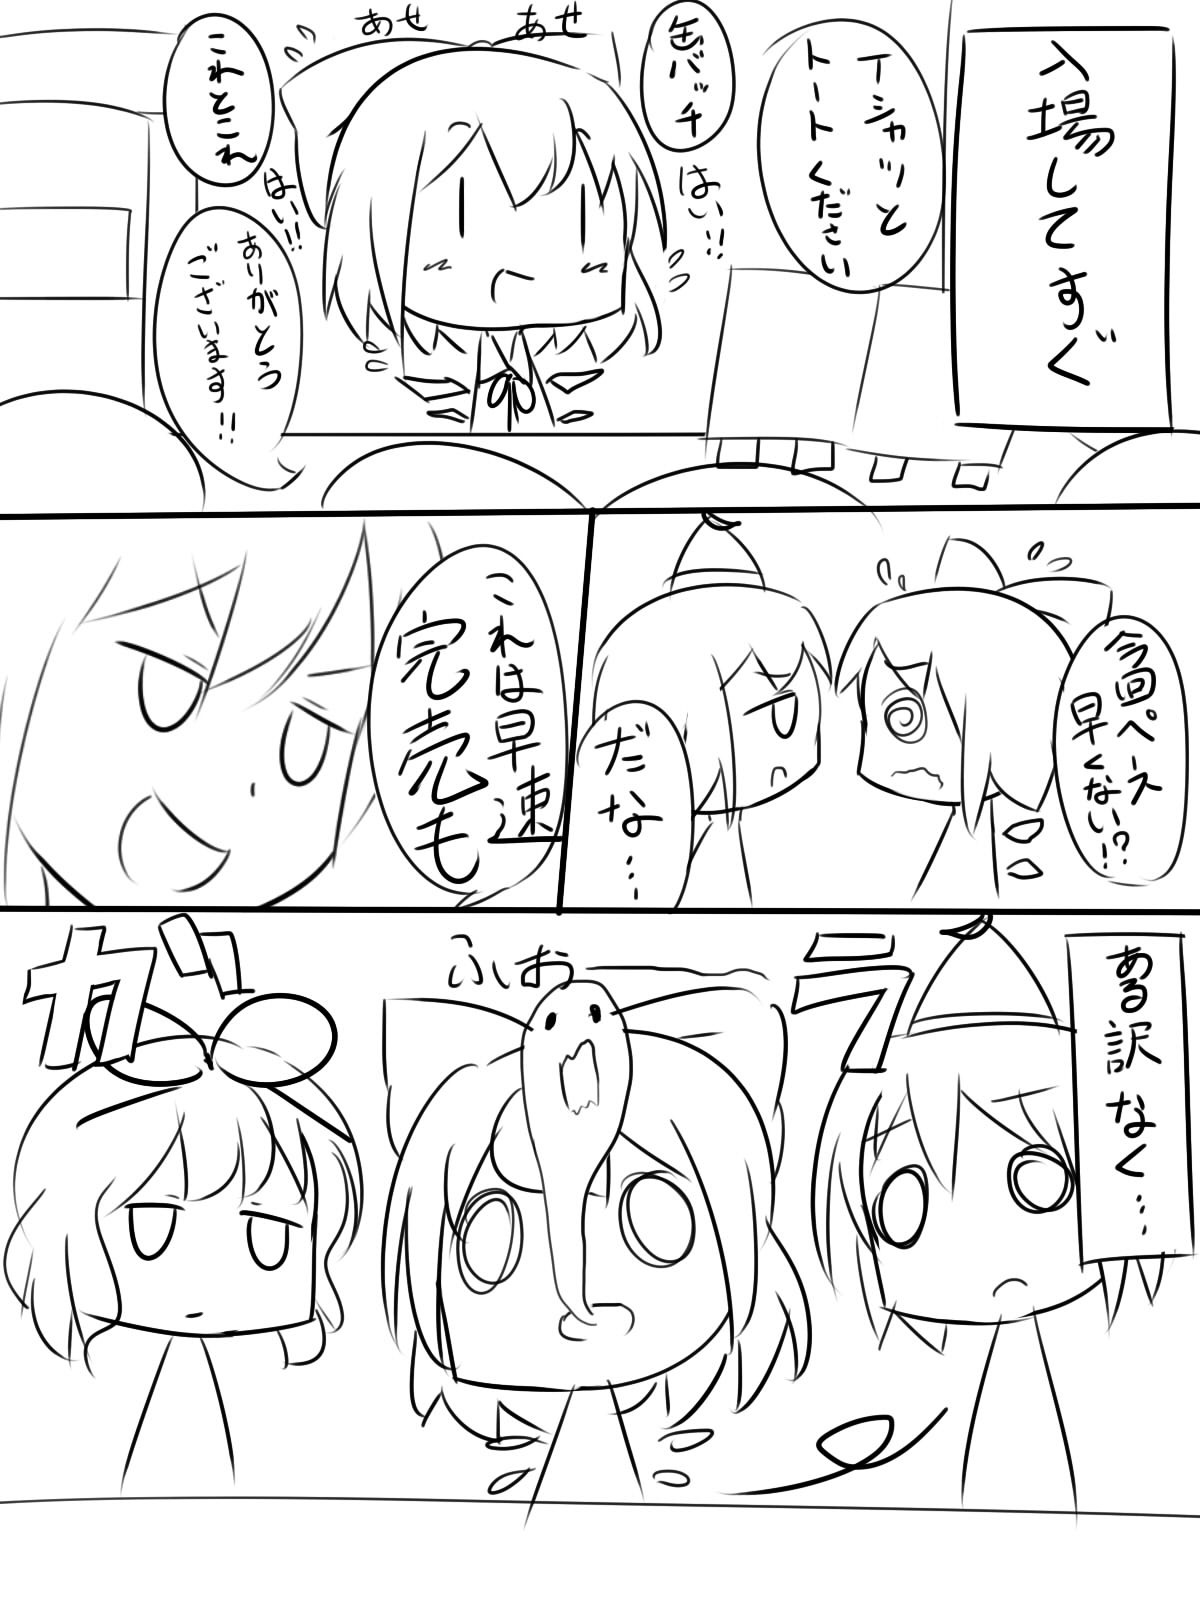 入場してすぐ
Tシャツと
トートください
缶バッチ
はい!!
あせ
あせ
これとこれ
はい!!
ありがとう
ございます!!
今回ペース
早くない!?
だな…
これは早速
完売も
ある訳なく…
ラ
ふぉお
ガ